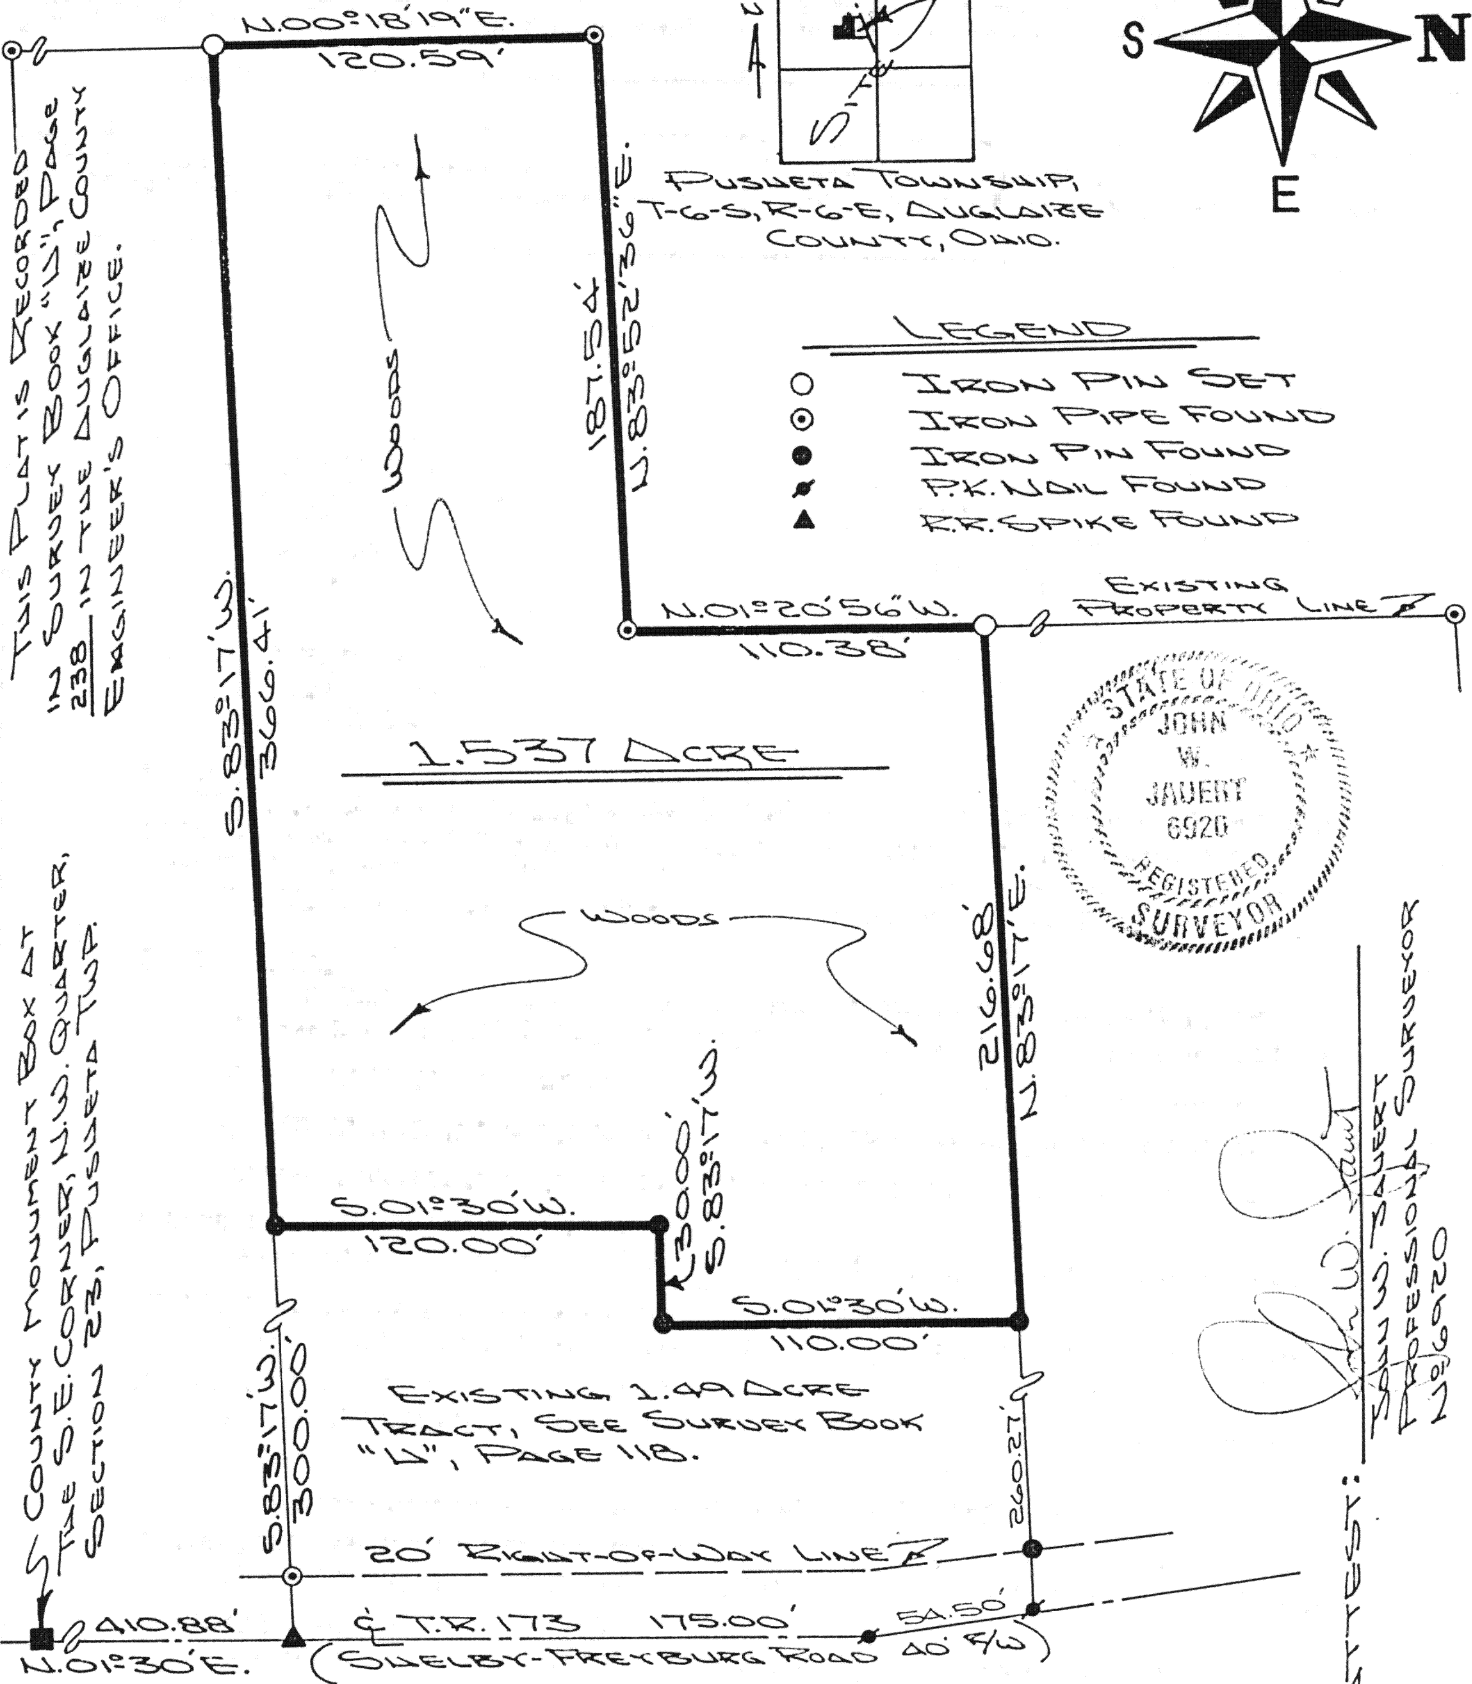 N.00°18'19"E.
120.59'
N
Site
S
N
E
PUSHETA TOWNSHIP,
T-6-S, R-6-E, AUGLAIZE
COUNTY, OHIO.
THIS PLAT IS RECORDED
IN SURVEY BOOK "U", PAGE
238 IN THE AUGLAIZE COUNTY
ENGINEER'S OFFICE.
WOODS
187.54'
N.83°52'36"E.
LEGEND
IRON PIN SET
IRON PIPE FOUND
IRON PIN FOUND
P.K. NAIL FOUND
R.R. SPIKE FOUND
S.83°17'W.
366.41'
N.01°20'56"W.
110.38'
EXISTING
PROPERTY LINE
1.537 ACRE
STATE OF OHIO
JOHN
W.
JAUERT
6920
REGISTERED
SURVEYOR
WOODS
216.68'
N.83°17'E.
COUNTY MONUMENT BOX AT
THE S.E. CORNER, N.W. QUARTER,
SECTION 23, PUSHETA TWP.
S.01°30'W.
120.00'
30.00'
S.83°17'W.
S.01°30'W.
110.00'
John W. Jauert
JOHN W. JAUERT
PROFESSIONAL SURVEYOR
Nº 6920
S.83°17'W.
300.00'
EXISTING 1.49 ACRE
TRACT, SEE SURVEY BOOK
"U", PAGE 118.
260.27'
20' RIGHT-OF-WAY LINE
410.88'
N.01°30'E.
℄ T.R. 173 175.00' 54.50'
(SHELBY-FREYBURG ROAD 40' R/W)
ATTEST: